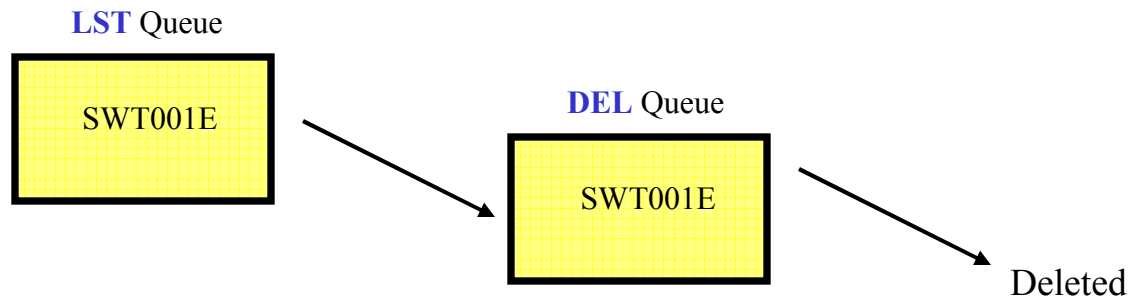 LST Queue
SWT001E
DEL Queue
SWT001E
Deleted